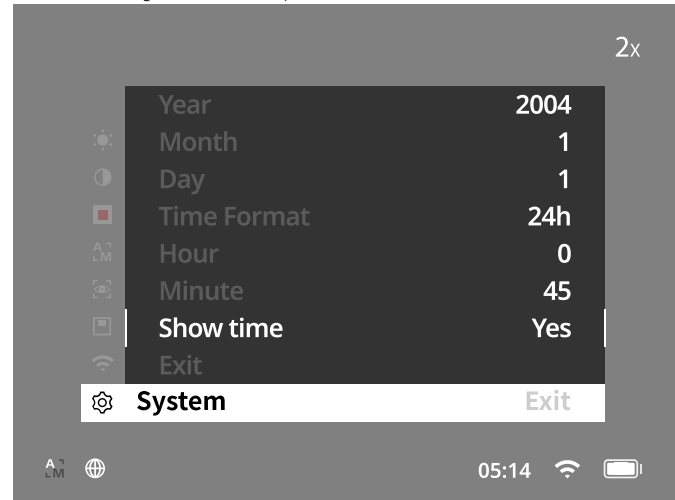 2x
Year 2004
Month 1
Day 1
Time Format 24h
Hour 0
Minute 45
Show time Yes
Exit
System Exit
A M 05:14